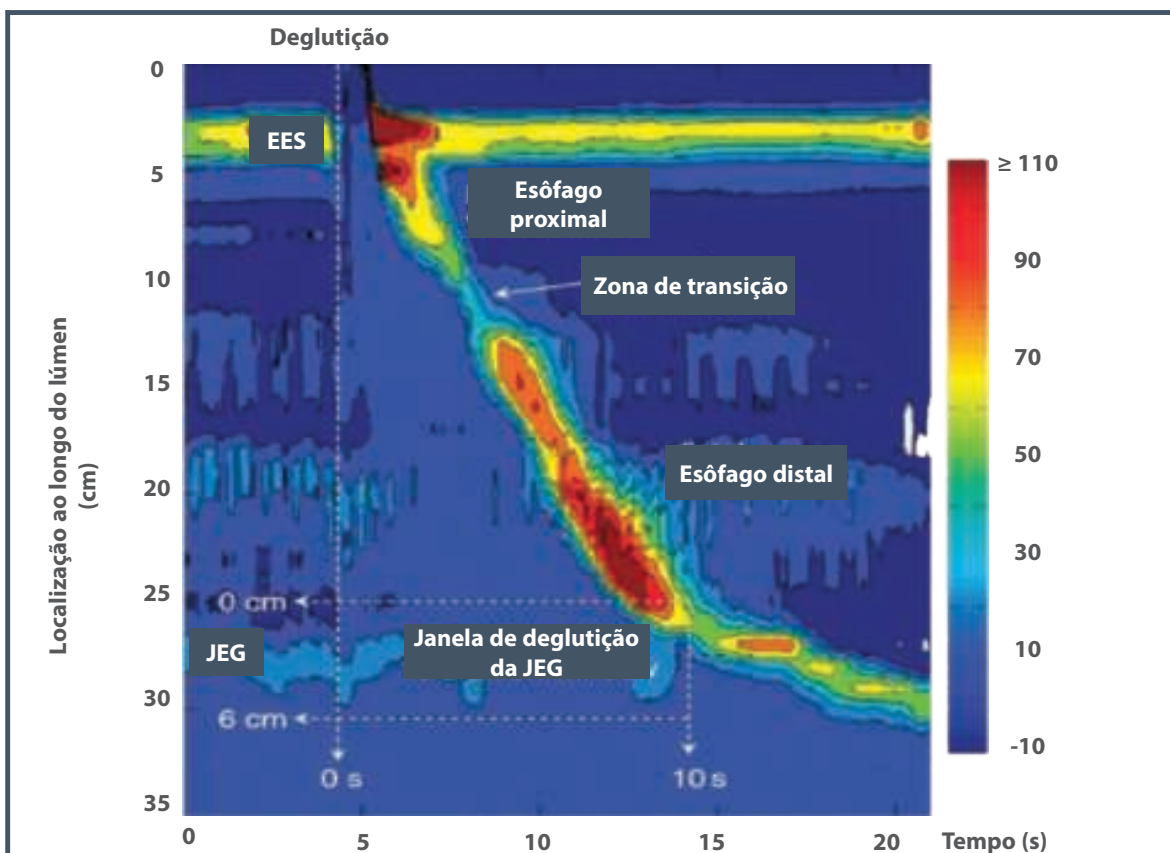 Deglutição
0
5
10
15
20
25
30
35
Localização ao longo do lúmen
(cm)
EES
Esôfago
proximal
Zona de transição
Esôfago distal
0 cm
JEG
Janela de deglutição
da JEG
6 cm
0 s
10 s
0
5
10
15
20
Tempo (s)
≥ 110
90
70
50
30
10
-10